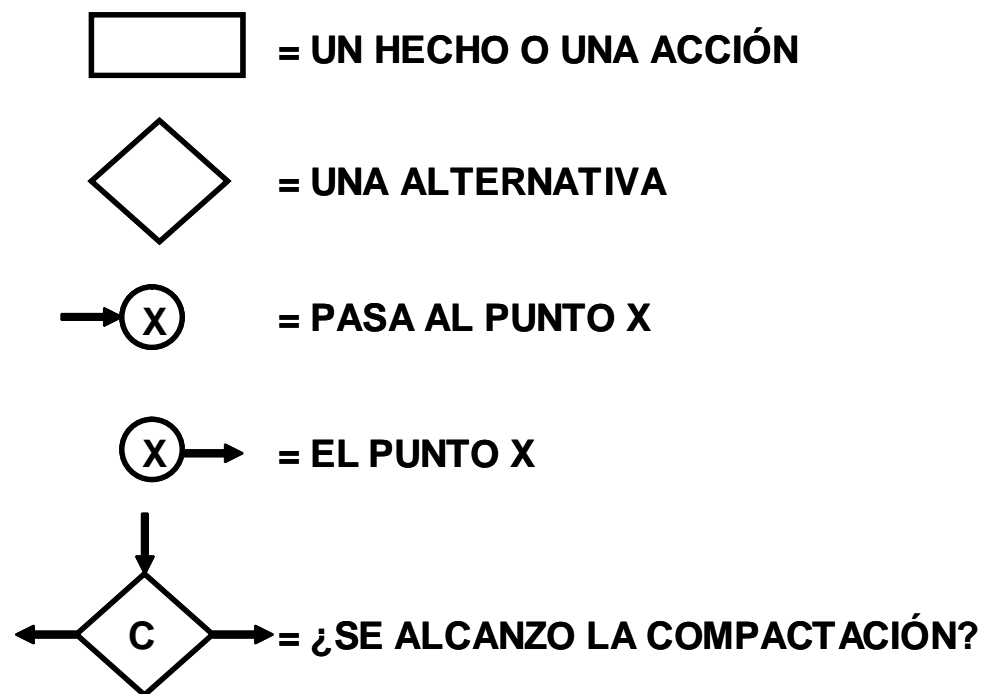 = UN HECHO O UNA ACCIÓN
= UNA ALTERNATIVA
X = PASA AL PUNTO X
X = EL PUNTO X
C = ¿SE ALCANZO LA COMPACTACIÓN?